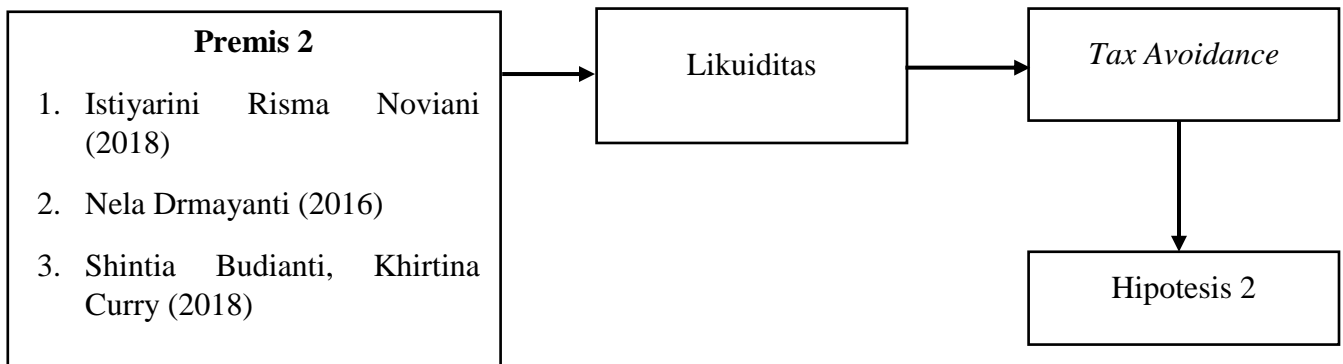 Premis 2
1. Istiyarini Risma Noviani
(2018)
2. Nela Drmayanti (2016)
3. Shintia Budianti, Khirtina
Curry (2018)
Likuiditas
Tax Avoidance
Hipotesis 2